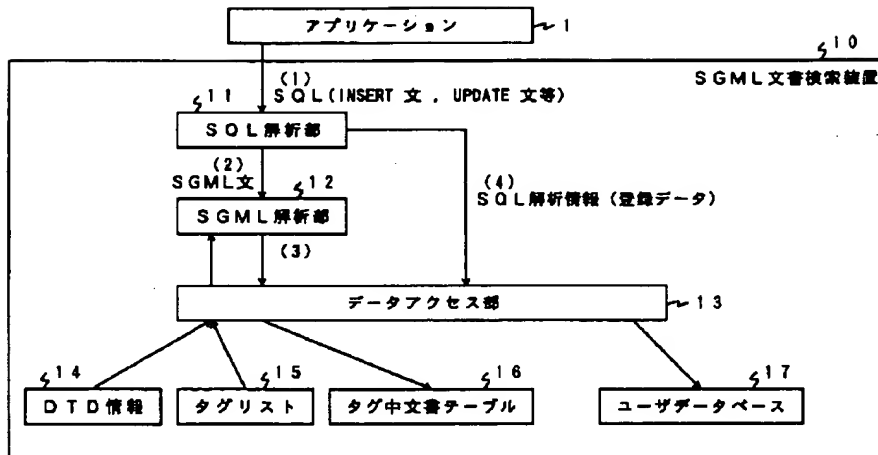 アプリケーション 1
10
SGML文書検索装置
(1)
SQL(INSERT 文 , UPDATE 文等)
11
SQL解析部
(2)
SGML文
12
(4)
SQL解析情報 (登録データ)
SGML解析部
(3)
データアクセス部 13
14 15 16 17
DTD情報 タグリスト タグ中文書テーブル ユーザデータベース